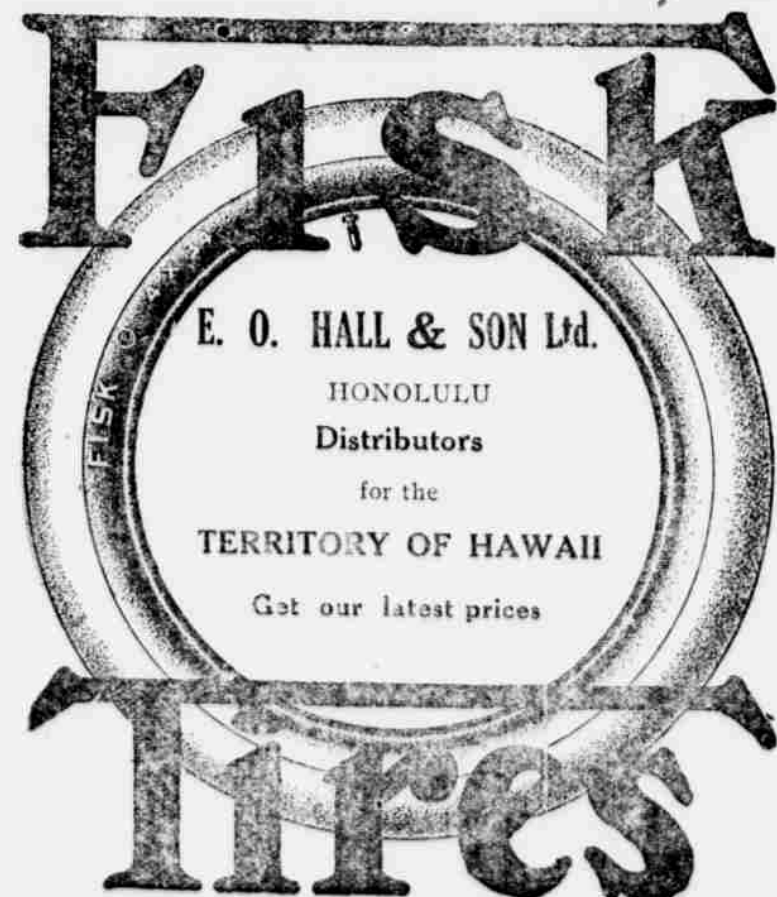 Fisk
E. O. HALL & SON Ltd.
HONOLULU
Distributors
for the
TERRITORY OF HAWAII
Get our latest prices
FISK
Tires